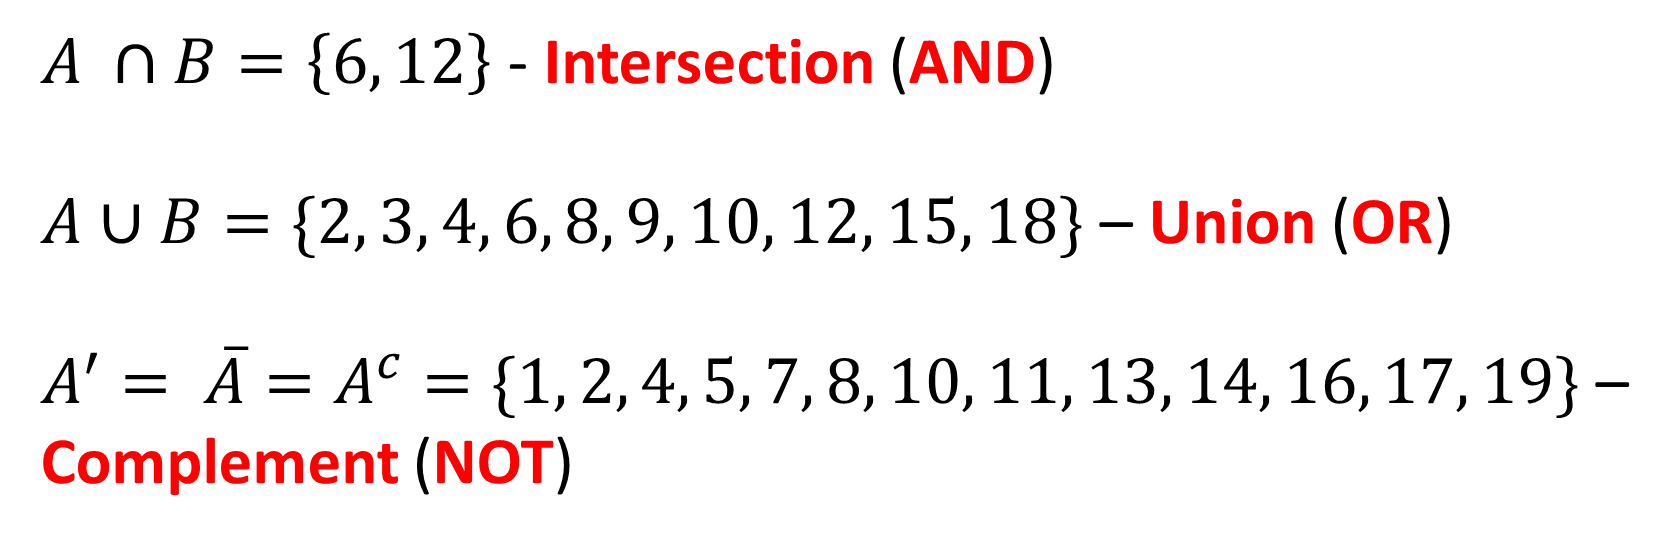 A ∩ B = {6, 12} - Intersection (AND)
A ∪ B = {2, 3, 4, 6, 8, 9, 10, 12, 15, 18} – Union (OR)
A′ = Ā = Aᶜ = {1, 2, 4, 5, 7, 8, 10, 11, 13, 14, 16, 17, 19} –
Complement (NOT)